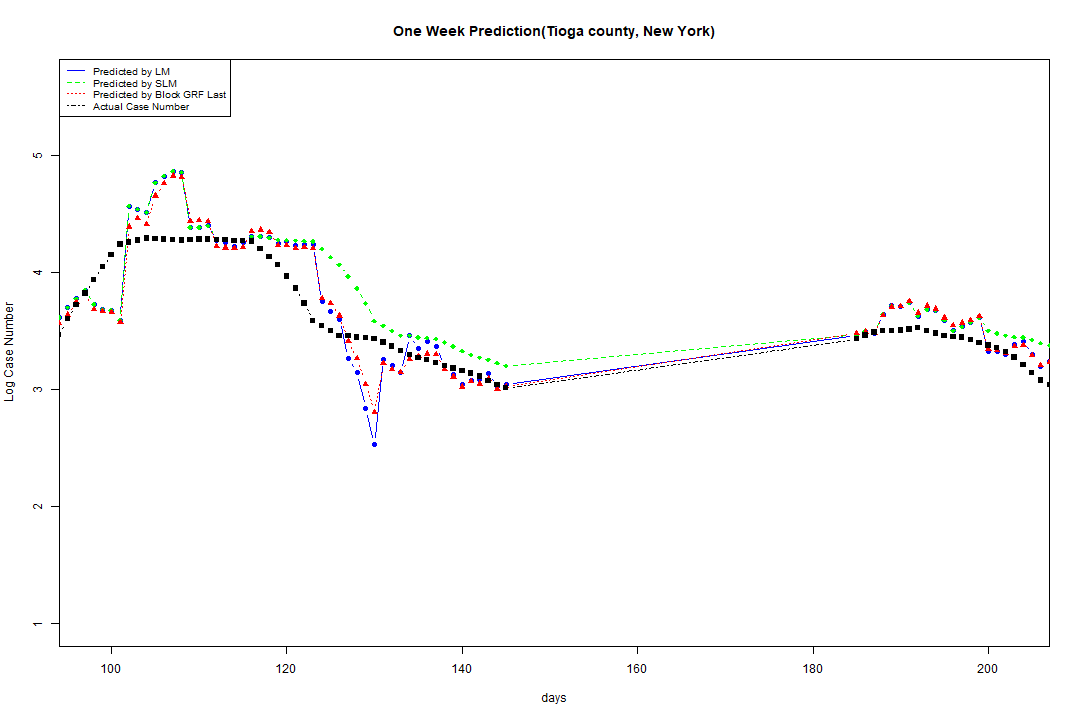 One Week Prediction(Tioga county, New York)
Predicted by LM
Predicted by SLM
Predicted by Block GRF Last
Actual Case Number
5
4
3
2
1
Log Case Number
100 120 140 160 180 200
days